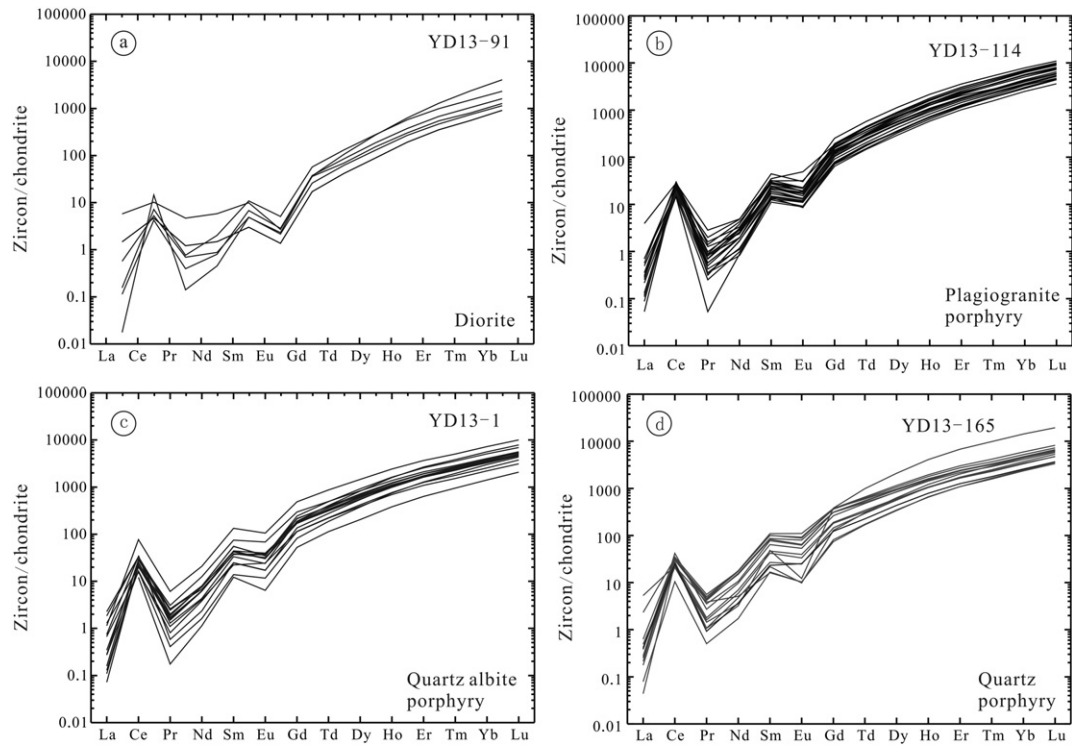 100000
10000
1000
100
10
1
0.1
0.01
Zircon/chondrite
a
YD13-91
Diorite
La Ce Pr Nd Sm Eu Gd Td Dy Ho Er Tm Yb Lu
100000
10000
1000
100
10
1
0.1
0.01
Zircon/chondrite
b
YD13-114
Plagiogranite
porphyry
La Ce Pr Nd Sm Eu Gd Td Dy Ho Er Tm Yb Lu
100000
10000
1000
100
10
1
0.1
0.01
Zircon/chondrite
c
YD13-1
Quartz albite
porphyry
La Ce Pr Nd Sm Eu Gd Td Dy Ho Er Tm Yb Lu
100000
10000
1000
100
10
1
0.1
0.01
Zircon/chondrite
d
YD13-165
Quartz
porphyry
La Ce Pr Nd Sm Eu Gd Td Dy Ho Er Tm Yb Lu